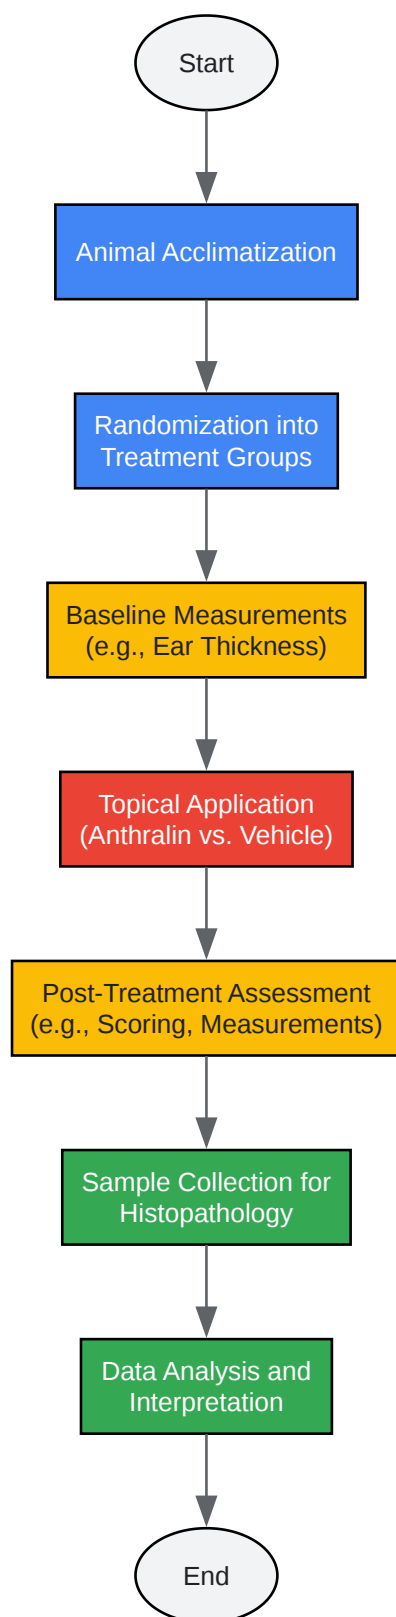 Start
Animal Acclimatization
Randomization into
Treatment Groups
Baseline Measurements
(e.g., Ear Thickness)
Topical Application
(Anthralin vs. Vehicle)
Post-Treatment Assessment
(e.g., Scoring, Measurements)
Sample Collection for
Histopathology
Data Analysis and
Interpretation
End